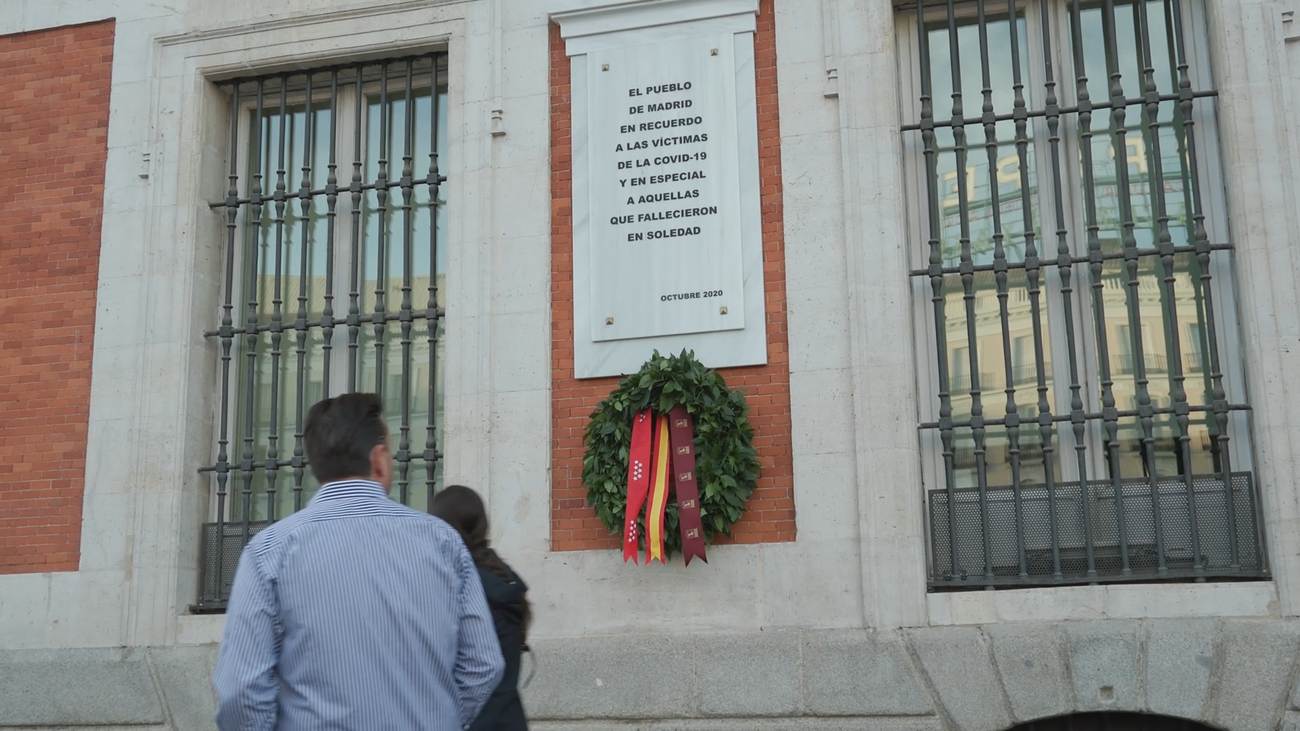 EL PUEBLO
DE MADRID
EN RECUERDO
A LAS VÍCTIMAS
DE LA COVID-19
Y EN ESPECIAL
A AQUELLAS
QUE FALLECIERON
EN SOLEDAD
OCTUBRE 2020